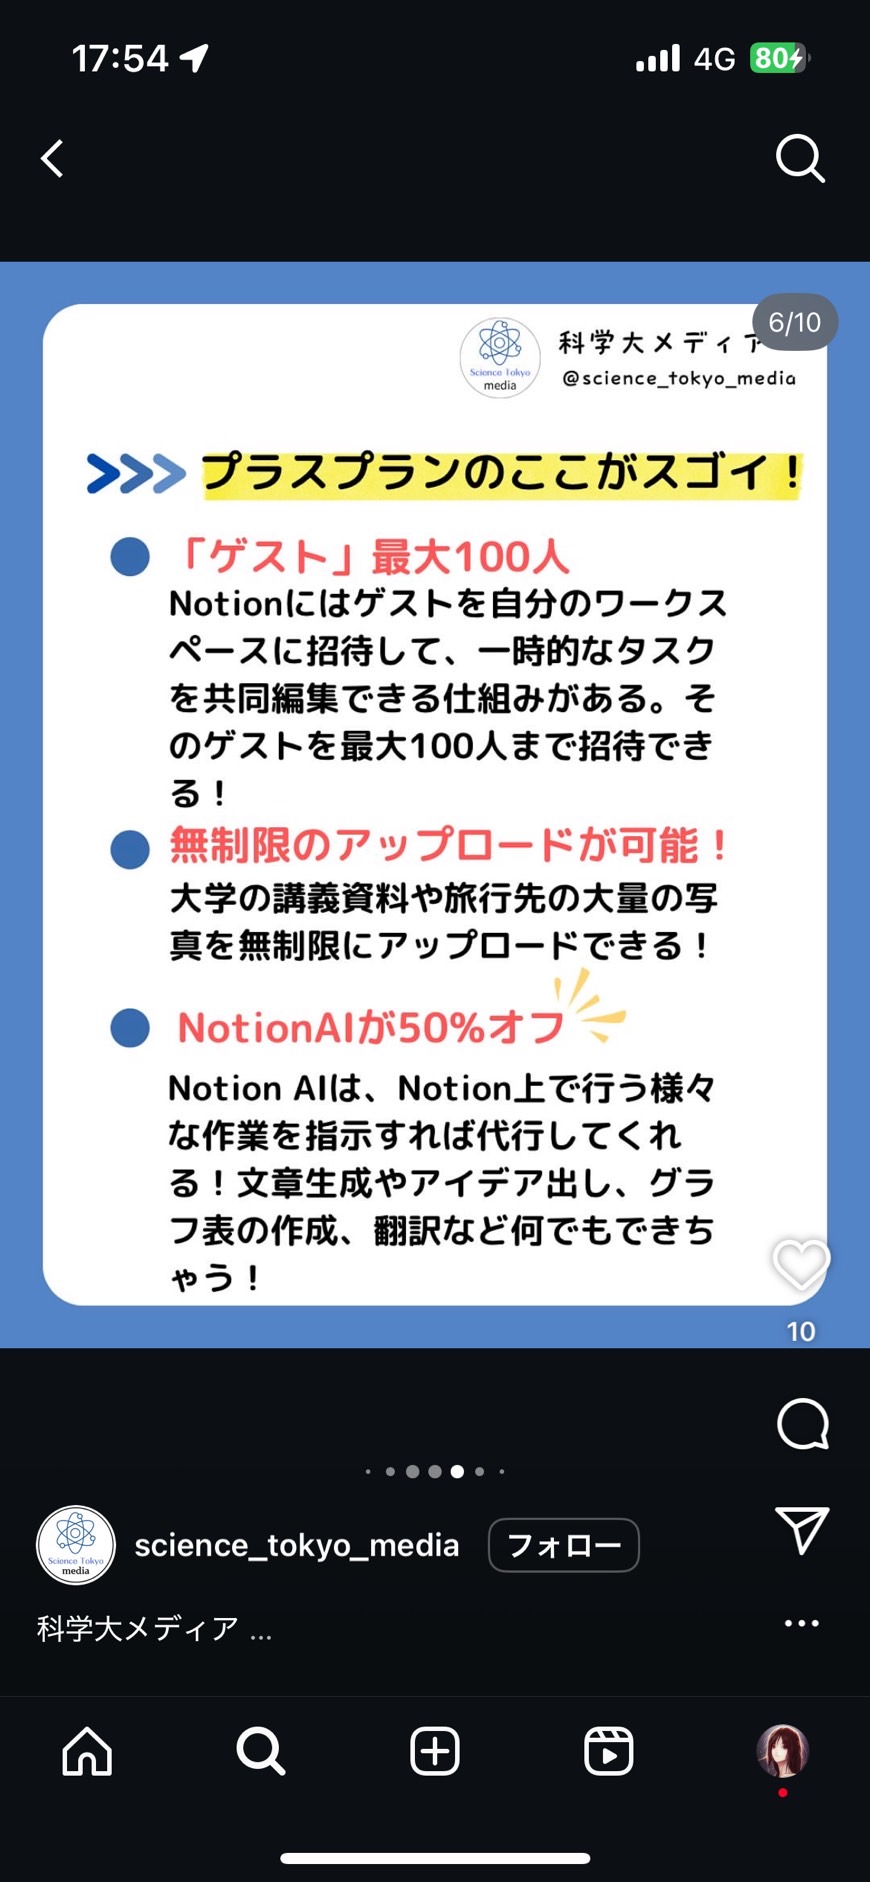 17:54
4G
80
6/10
Science Tokyo
media
科学大メディア
@science_tokyo_media
プラスプランのここがスゴイ！
「ゲスト」最大100人
Notionにはゲストを自分のワークス
ペースに招待して、一時的なタスク
を共同編集できる仕組みがある。そ
のゲストを最大100人まで招待でき
る！
無制限のアップロードが可能！
大学の講義資料や旅行先の大量の写
真を無制限にアップロードできる！
NotionAIが50%オフ
Notion AIは、Notion上で行う様々
な作業を指示すれば代行してくれ
る！文章生成やアイデア出し、グラ
フ表の作成、翻訳など何でもできち
ゃう！
10
Science Tokyo
media
science_tokyo_media
フォロー
科学大メディア ...